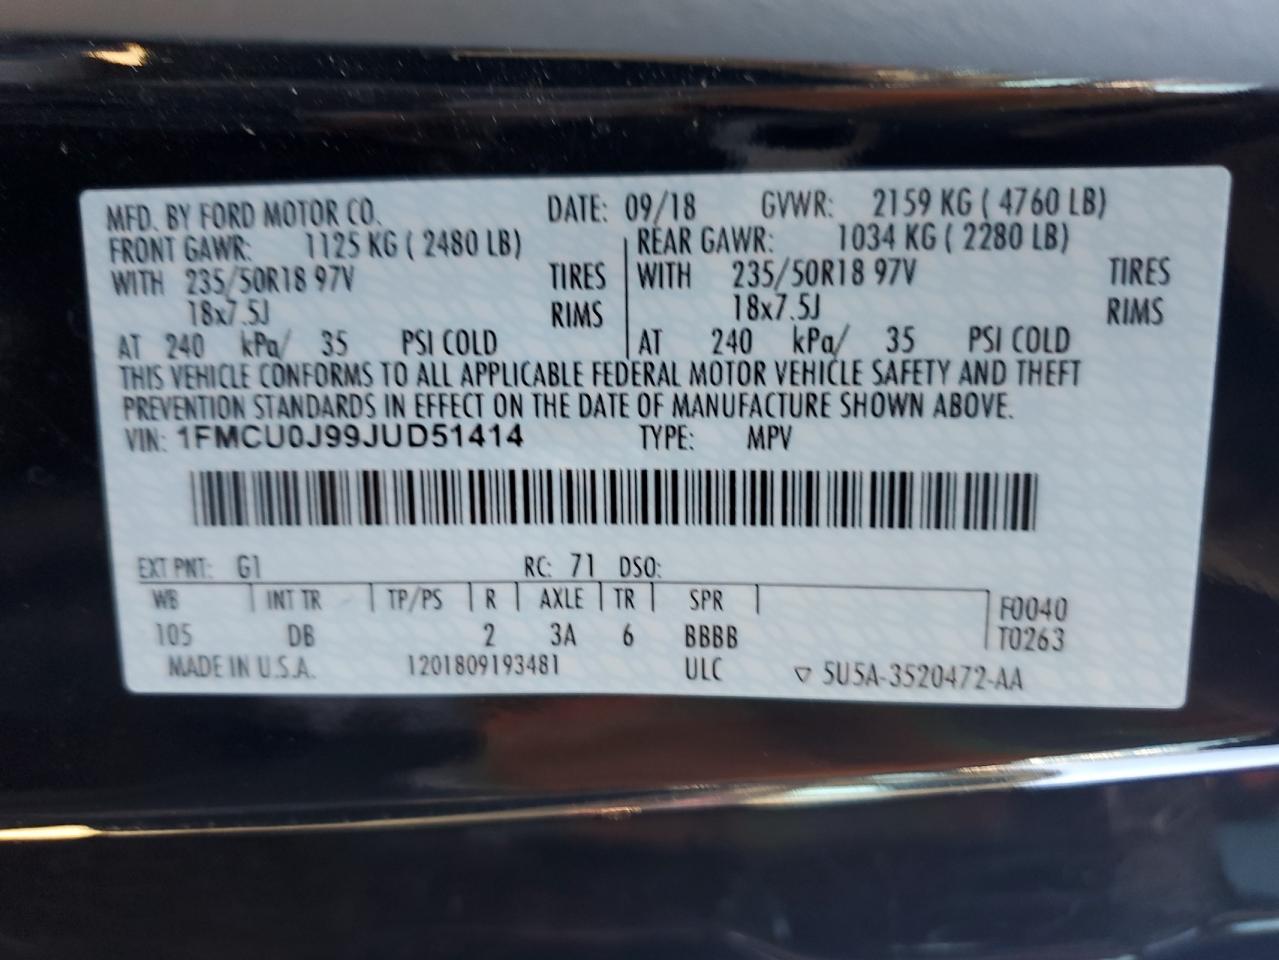 MFD. BY FORD MOTOR CO. DATE: 09/18 GVWR: 2159 KG ( 4760 LB)
FRONT GAWR: 1125 KG ( 2480 LB) REAR GAWR: 1034 KG ( 2280 LB)
WITH 235/50R18 97V TIRES WITH 235/50R18 97V TIRES
18x7.5J RIMS 18x7.5J RIMS
AT 240 kPa/ 35 PSI COLD AT 240 kPa/ 35 PSI COLD
THIS VEHICLE CONFORMS TO ALL APPLICABLE FEDERAL MOTOR VEHICLE SAFETY AND THEFT
PREVENTION STANDARDS IN EFFECT ON THE DATE OF MANUFACTURE SHOWN ABOVE.
VIN: 1FMCU0J99JUD51414 TYPE: MPV
EXT PNT: G1 RC: 71 DSO:
WB INT TR TP/PS R AXLE TR SPR F0040
105 DB 2 3A 6 BBBB T0263
MADE IN U.S.A. 1201809193481 ULC ▽ 5U5A-3520472-AA